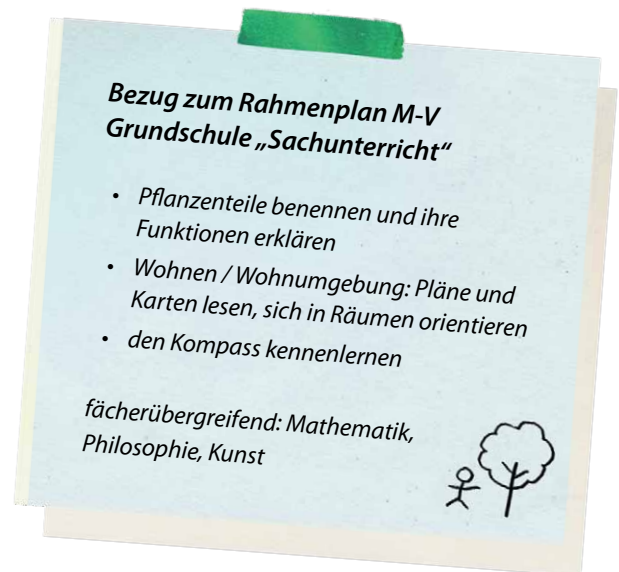 Bezug zum Rahmenplan M-V
Grundschule „Sachunterricht“
• Pflanzenteile benennen und ihre
Funktionen erklären
• Wohnen / Wohnumgebung: Pläne und
Karten lesen, sich in Räumen orientieren
• den Kompass kennenlernen
fächerübergreifend: Mathematik,
Philosophie, Kunst